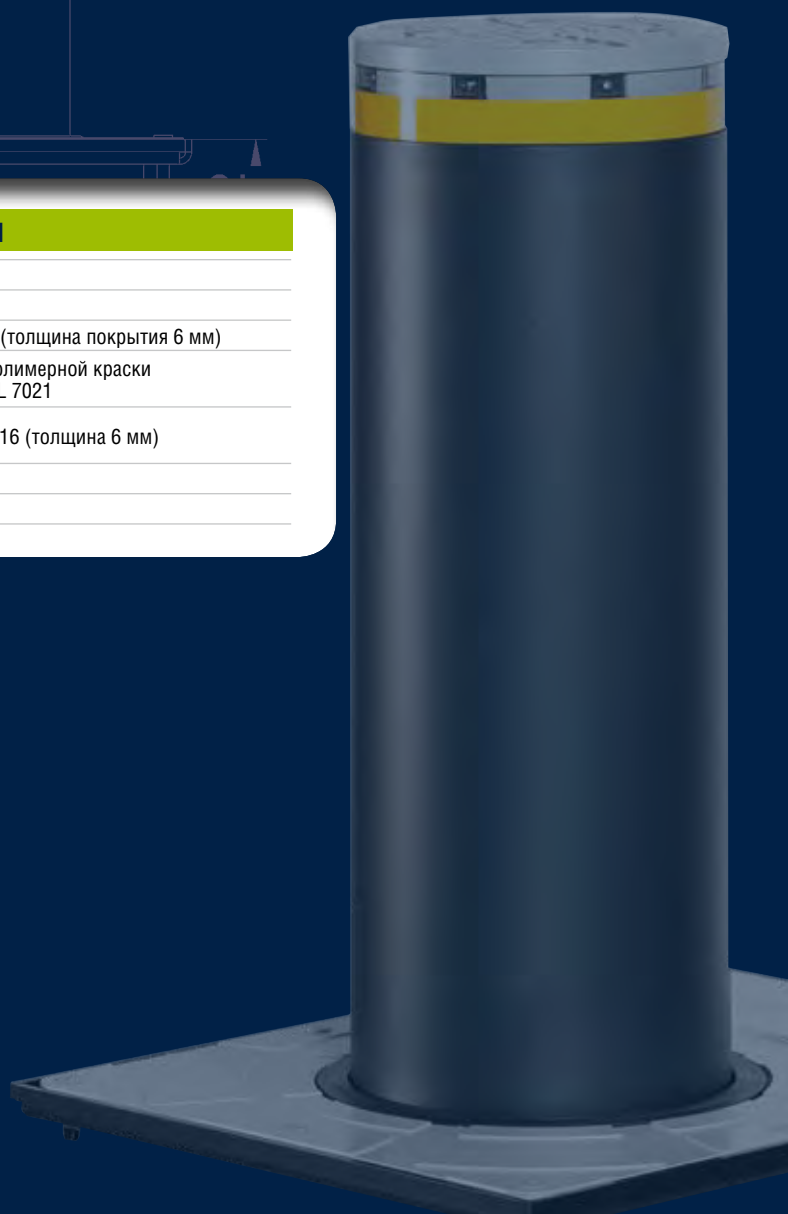 (толщина покрытия 6 мм)
олимерной краски
L 7021
16 (толщина 6 мм)